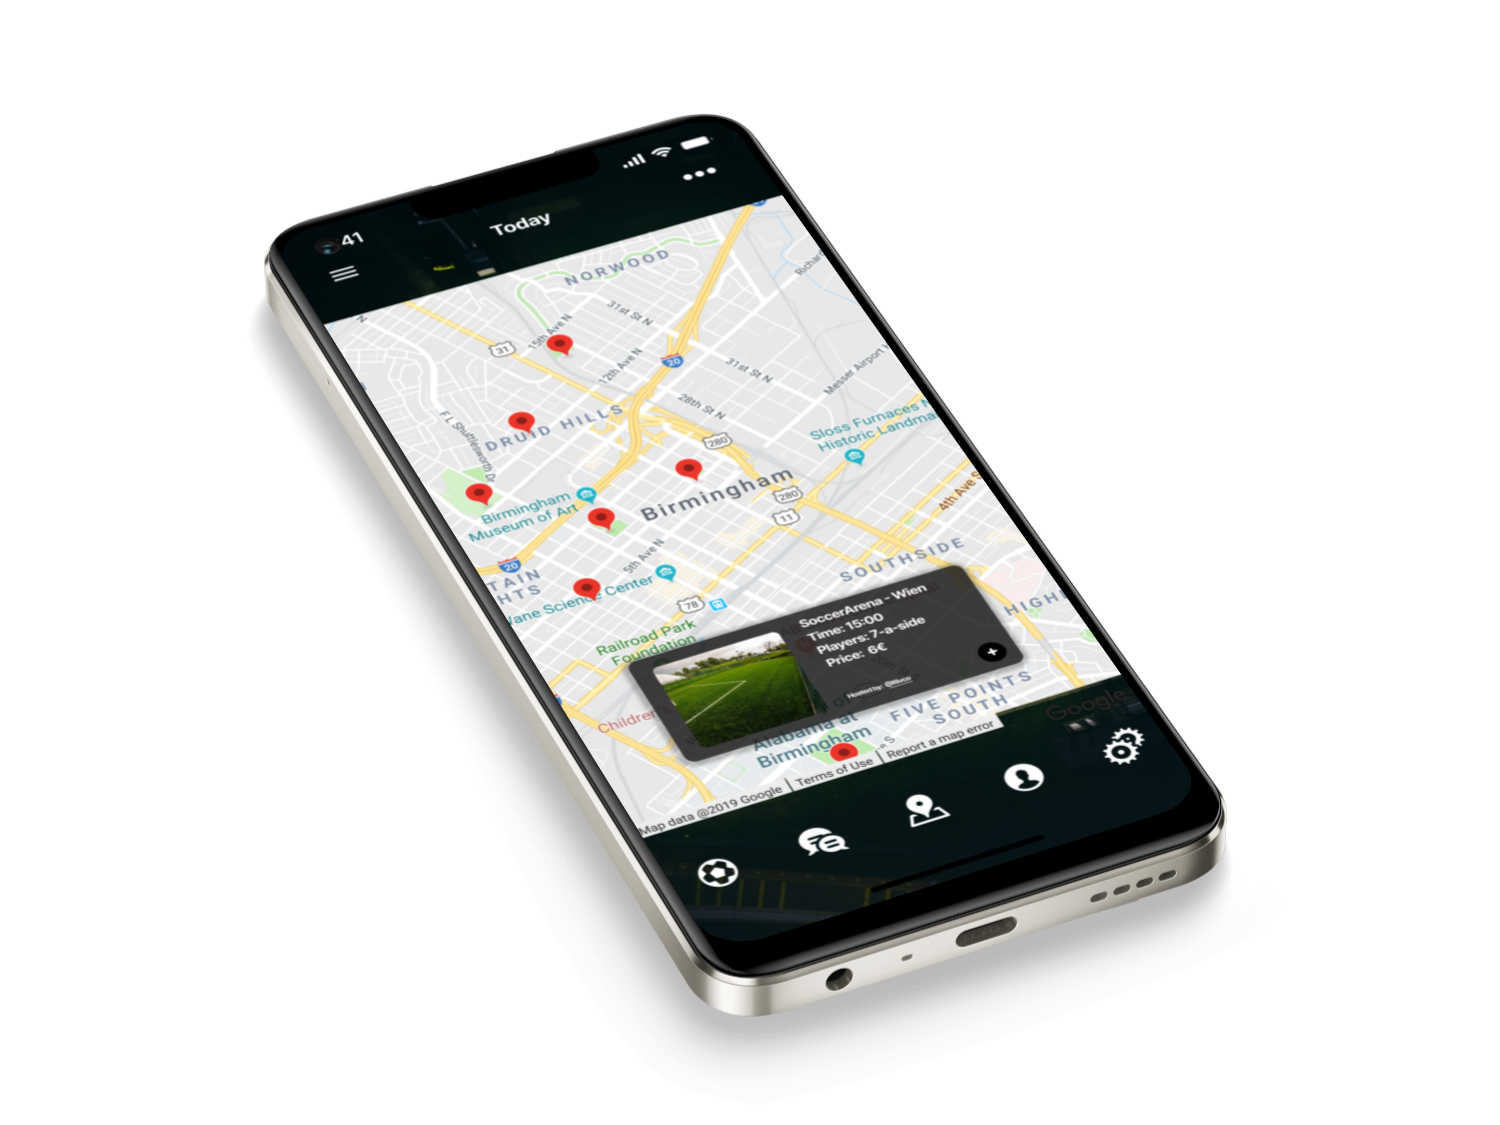 41
Today
NORWOOD
31st St N
15th Ave N
N
31
12th Ave N
20
31st St N
Messer Airport
28th St N
F L Shuttlesworth Dr
DRUID HILLS
280
Sloss Furnaces N
Historic Landma
Birmingham
280
11
Birmingham
Museum of Art
4th Ave S
20
5th Ave N
SOUTHSIDE
TAIN
HTS
Center
78
HIGH
Railroad Park
Foundation
SoccerArena - Wien
Time: 15:00
Players: 7-a-side
Price: 6€
+
Hosted by: @Rivco
Children's
Alabama at
Birmingham
FIVE POINTS
SOUTH
Google
Map data @2019 Google
Terms of Use
Report a map error